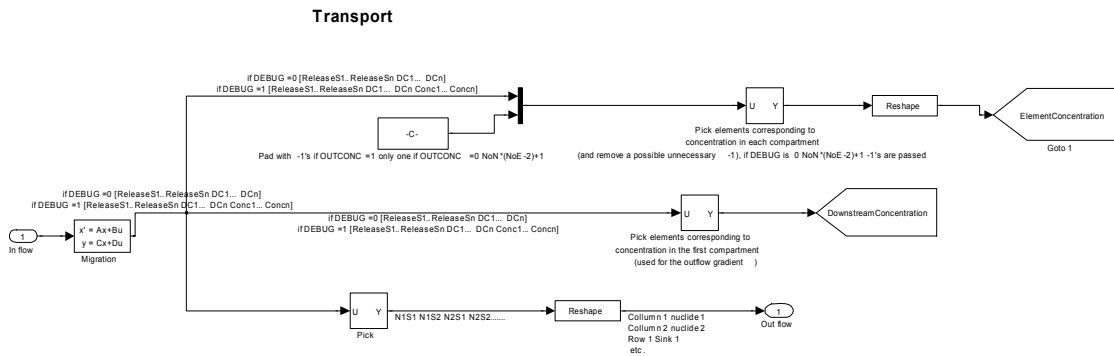 Transport
if DEBUG =0 [ReleaseS1.. ReleaseSn DC1... DCn]
if DEBUG =1 [ReleaseS1.. ReleaseSn DC1... DCn Conc1... Concn]
-C-
Pad with -1's if OUTCONC =1 only one if OUTCONC =0 NoN *(NoE -2)+1
U Y
Pick elements corresponding to
concentration in each compartment
(and remove a possible unnecessary -1), if DEBUG is 0 NoN *(NoE -2)+1 -1's are passed
Reshape
ElementConcentration
Goto 1
if DEBUG =0 [ReleaseS1.. ReleaseSn DC1... DCn]
if DEBUG =1 [ReleaseS1.. ReleaseSn DC1... DCn Conc1... Concn]
1
In flow
x' = Ax+Bu
y = Cx+Du
Migration
if DEBUG =0 [ReleaseS1.. ReleaseSn DC1... DCn]
if DEBUG =1 [ReleaseS1.. ReleaseSn DC1... DCn Conc1... Concn]
U Y
Pick elements corresponding to
concentration in the first compartment
(used for the outflow gradient )
DownstreamConcentration
U Y
Pick
N1S1 N1S2 N2S1 N2S2.......
Reshape
Collumn 1 nuclide 1
Collumn 2 nuclide 2
Row 1 Sink 1
etc.
1
Out flow